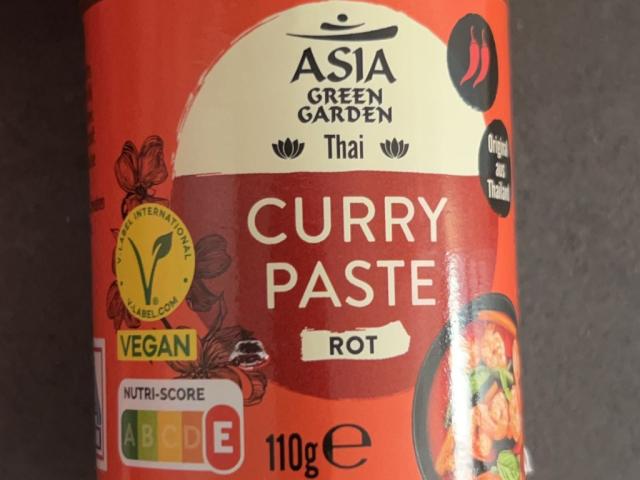 ASIA
GREEN
GARDEN
Thai
Original
aus
Thailand
CURRY
PASTE
ROT
V-LABEL INTERNATIONAL
V-LABEL.COM
VEGAN
NUTRI-SCORE
A B C D E
110g e